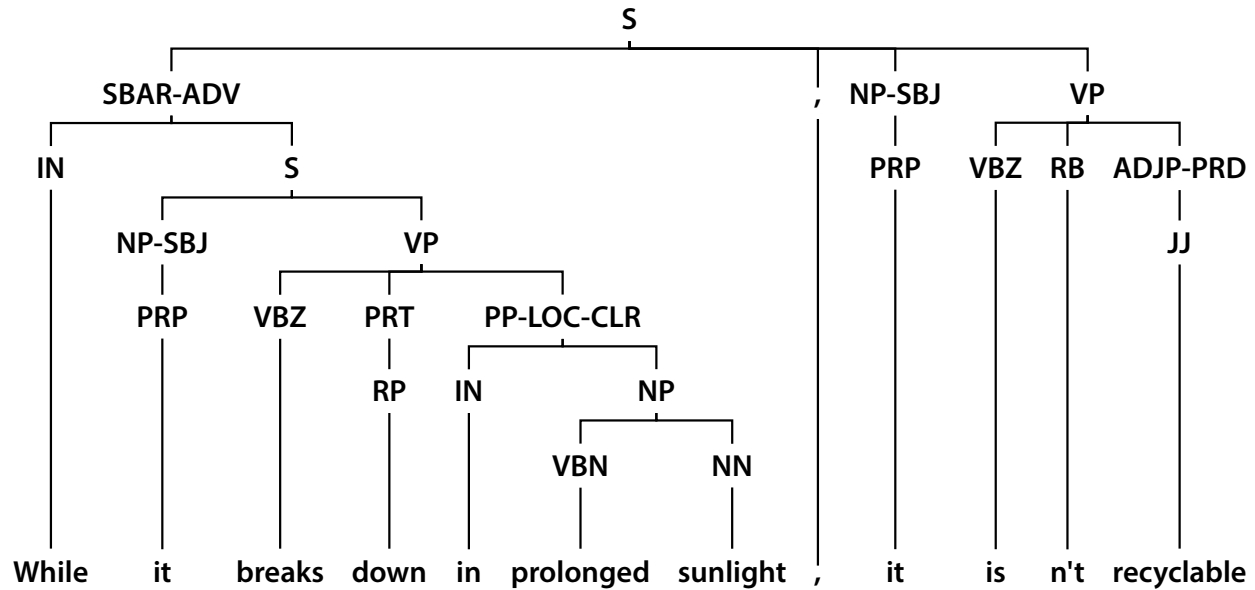 S
SBAR-ADV , NP-SBJ VP
IN S PRP VBZ RB ADJP-PRD
NP-SBJ VP JJ
PRP VBZ PRT PP-LOC-CLR
RP IN NP
VBN NN
While it breaks down in prolonged sunlight , it is n't recyclable